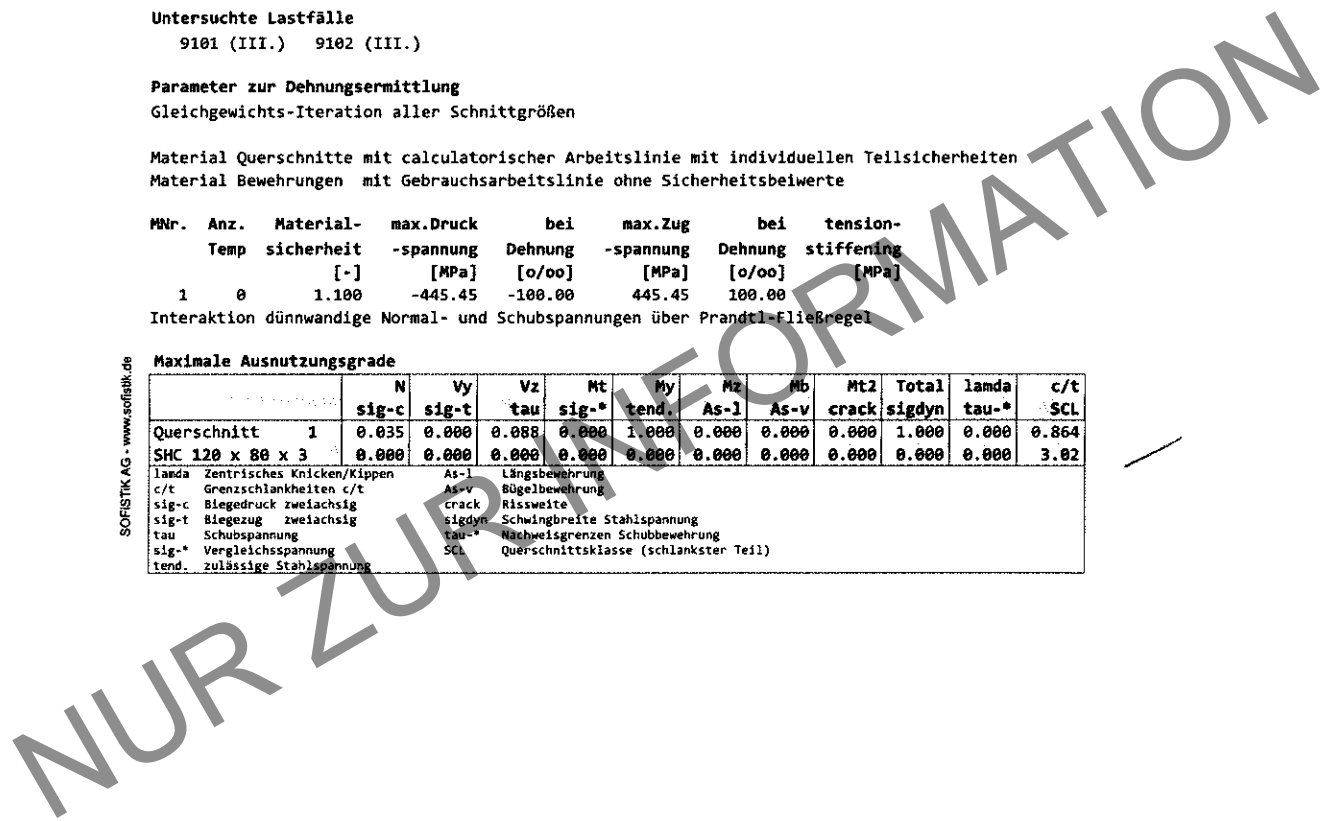 Untersuchte Lastfälle
9101 (III.) 9102 (III.)
Parameter zur Dehnungsermittlung
Gleichgewichts-Iteration aller Schnittgrößen
Material Querschnitte mit calculatorischer Arbeitslinie mit individuellen Teilsicherheiten
Material Bewehrungen mit Gebrauchsarbeitslinie ohne Sicherheitsbeiwerte
MNr. Anz. Material- max.Druck bei max.Zug bei tension-
Temp sicherheit -spannung Dehnung -spannung Dehnung stiffening
[-] [MPa] [o/oo] [MPa] [o/oo] [MPa]
1 0 1.100 -445.45 -100.00 445.45 100.00
Interaktion dünnwandige Normal- und Schubspannungen über Prandtl-Fließregel
Maximale Ausnutzungsgrade
N Vy Vz Mt My Mz Mb Mt2 Total lamda c/t
sig-c sig-t tau sig-* tend. As-l As-v crack sigdyn tau-* SCL
Querschnitt 1 0.035 0.000 0.088 0.000 1.000 0.000 0.000 0.000 1.000 0.000 0.864
SHC 120 x 80 x 3 0.000 0.000 0.000 0.000 0.000 0.000 0.000 0.000 0.000 0.000 3.02
lamda Zentrisches Knicken/Kippen As-l Längsbewehrung
c/t Grenzschlankheiten c/t As-v Bügelbewehrung
sig-c Biegedruck zweiachsig crack Rissweite
sig-t Biegezug zweiachsig sigdyn Schwingbreite Stahlspannung
tau Schubspannung tau-* Nachweisgrenzen Schubbewehrung
sig-* Vergleichsspannung SCL Querschnittsklasse (schlankster Teil)
tend. zulässige Stahlspannung
SOFiSTiK AG - www.sofistik.de
NUR ZUR INFORMATION